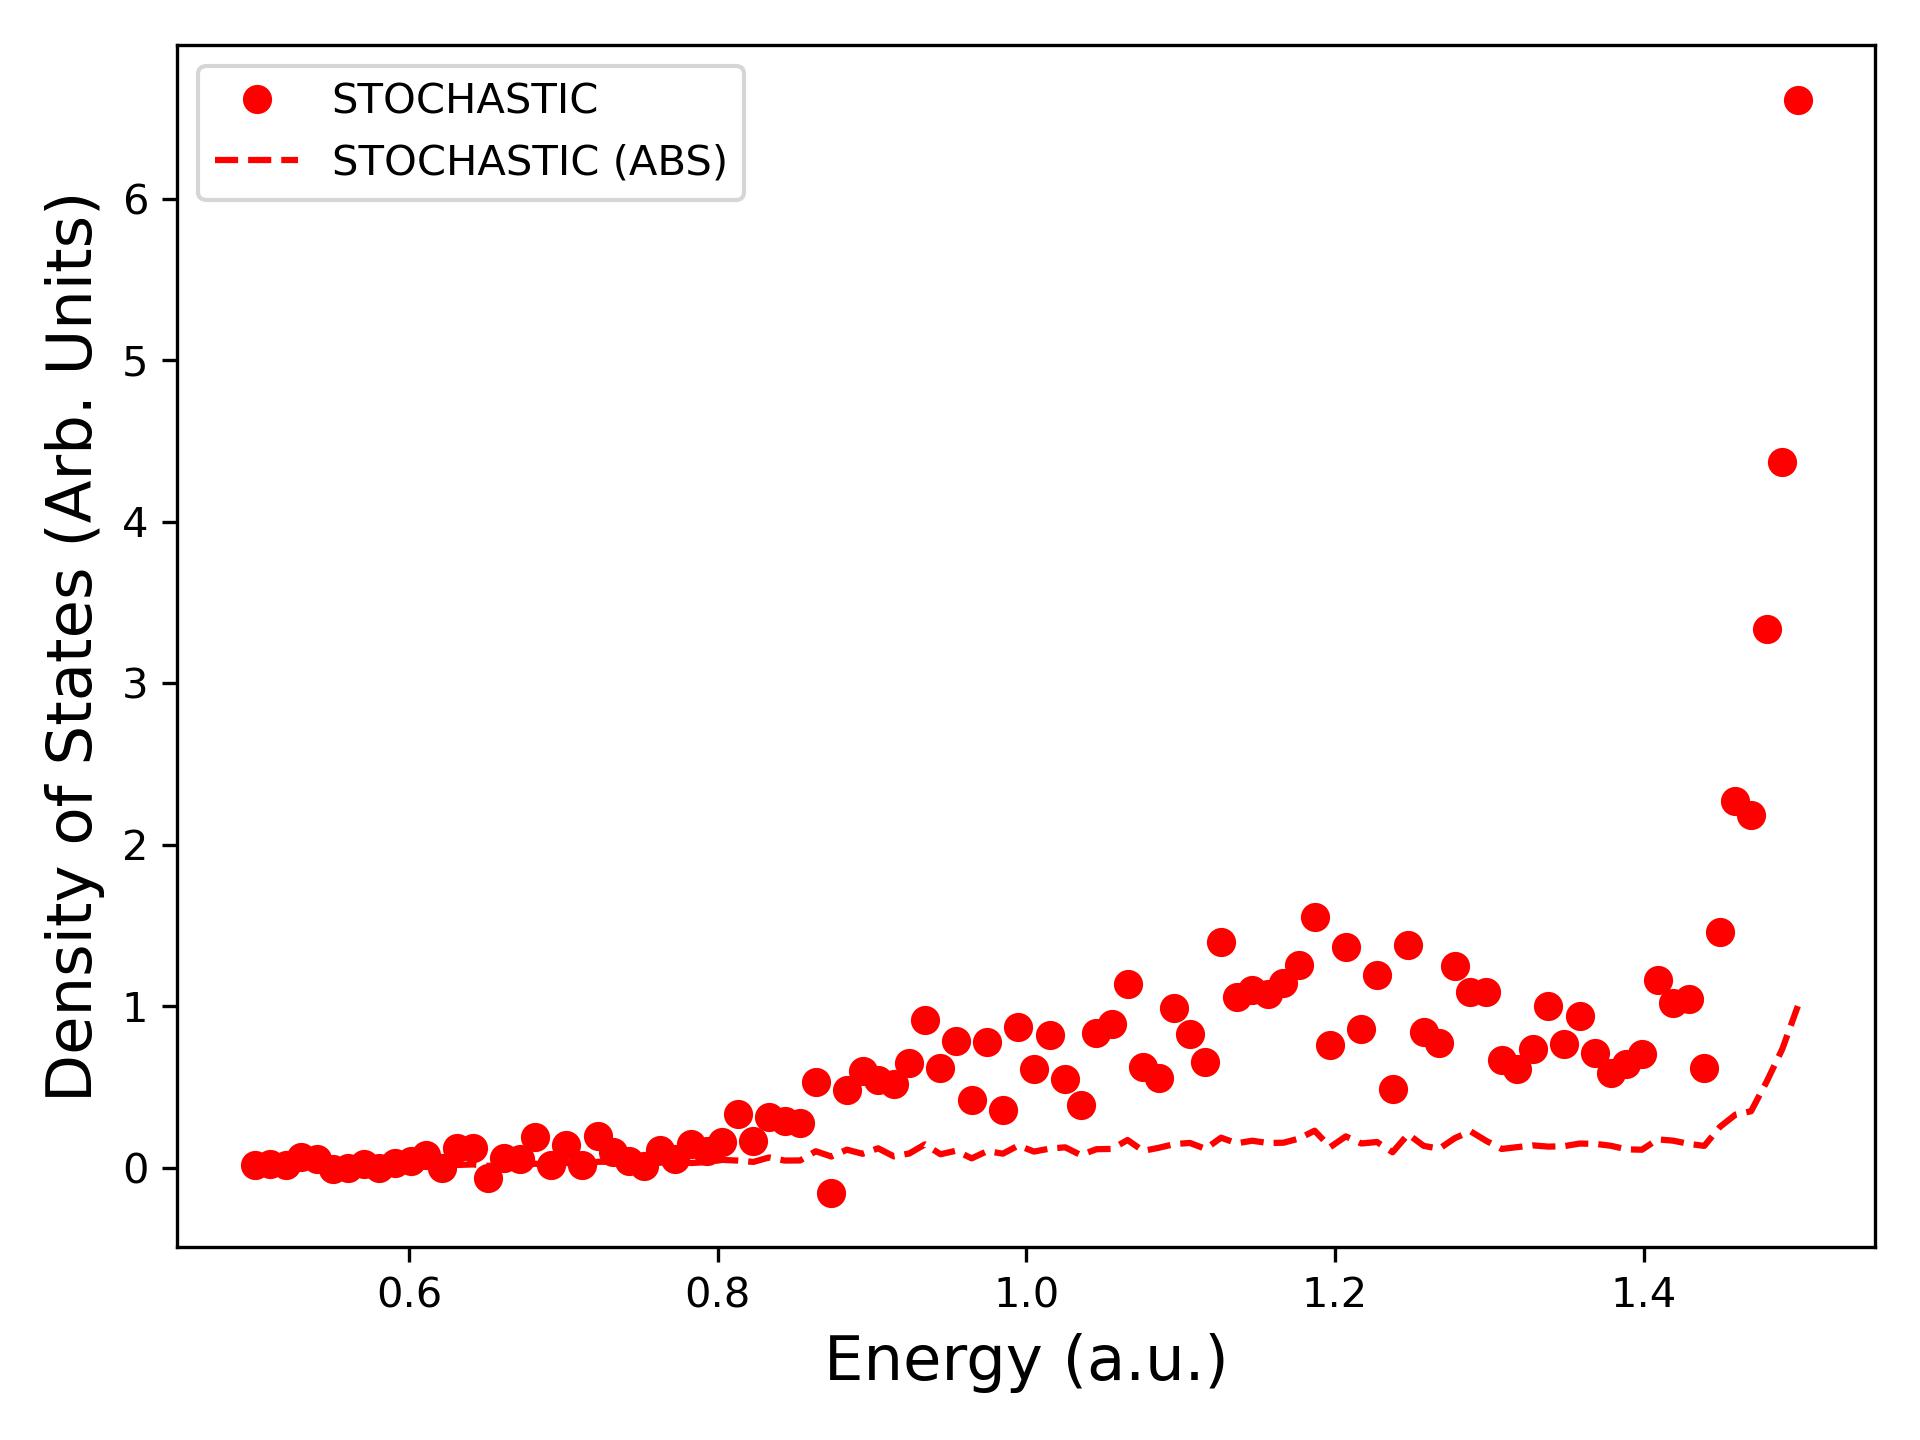 STOCHASTIC
STOCHASTIC (ABS)
Density of States (Arb. Units)
6
5
4
3
2
1
0
0.6 0.8 1.0 1.2 1.4
Energy (a.u.)